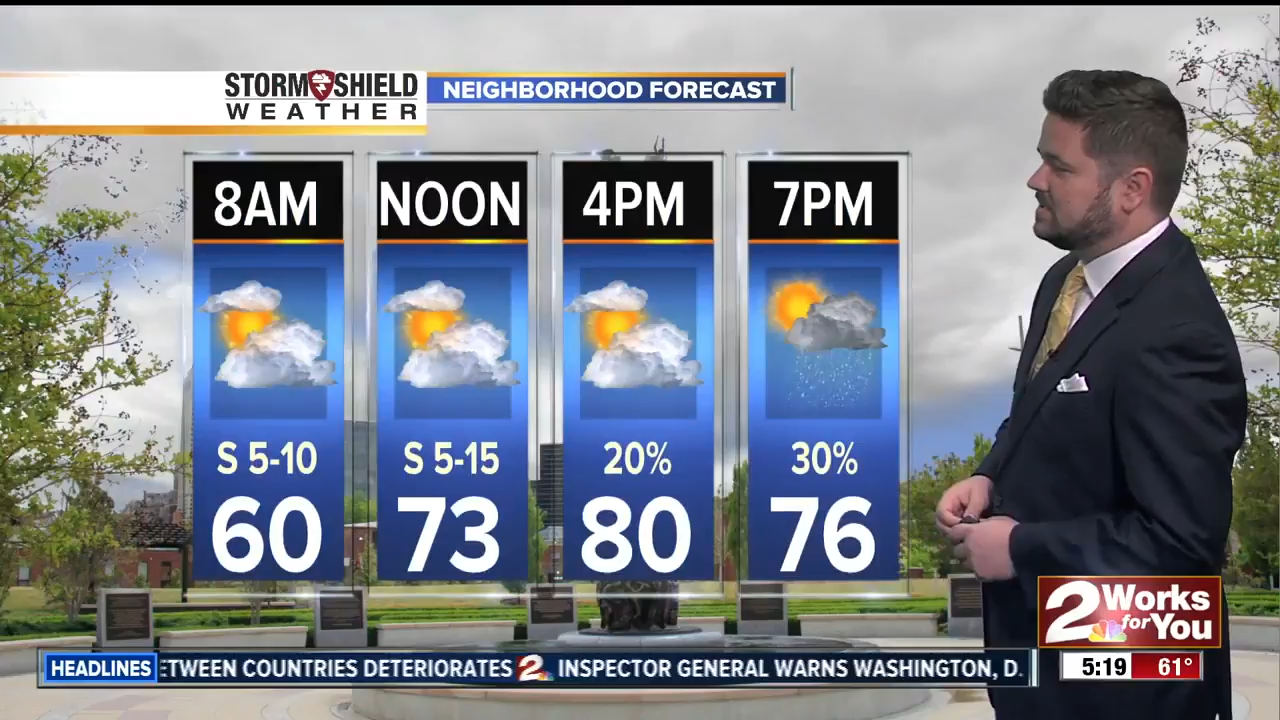 STORM SHIELD
WEATHER
NEIGHBORHOOD FORECAST
8AM
S 5-10
60
NOON
S 5-15
73
4PM
20%
80
7PM
30%
76
2 Works
for You
HEADLINES ETWEEN COUNTRIES DETERIORATES 2 INSPECTOR GENERAL WARNS WASHINGTON, D.
5:19 61°